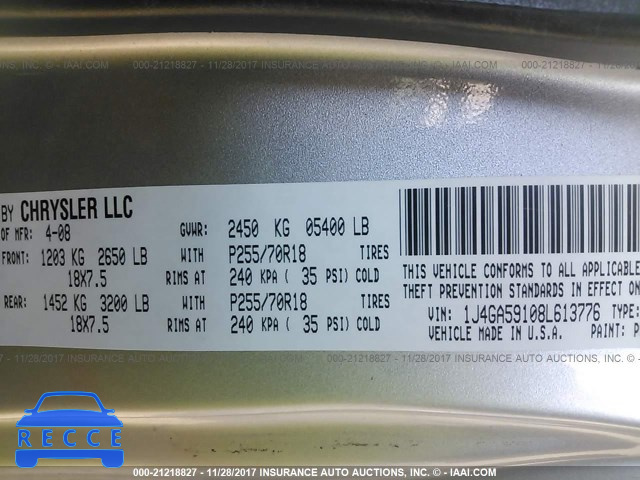 000-21218827 - 11/28/2017 INSURANCE AUTO AUCTIONS, INC. - © IAAI.COM
BY CHRYSLER LLC
OF MFR: 4-08 GVWR: 2450 KG 05400 LB
FRONT: 1203 KG 2650 LB WITH P255/70R18 TIRES
18X7.5 RIMS AT 240 KPA ( 35 PSI) COLD
REAR: 1452 KG 3200 LB WITH P255/70R18 TIRES
18X7.5 RIMS AT 240 KPA ( 35 PSI) COLD
THIS VEHICLE CONFORMS TO ALL APPLICABLE
THEFT PREVENTION STANDARDS IN EFFECT ON
VIN: 1J4GA59108L613776 TYPE:
VEHICLE MADE IN U.S.A. PAINT: P
000-21218827 - 11/28/2017 INSURANCE AUTO AUCTIONS, INC. - © IAAI.COM
RECCE
000-21218827 - 11/28/2017 INSURANCE AUTO AUCTIONS, INC. - © IAAI.COM